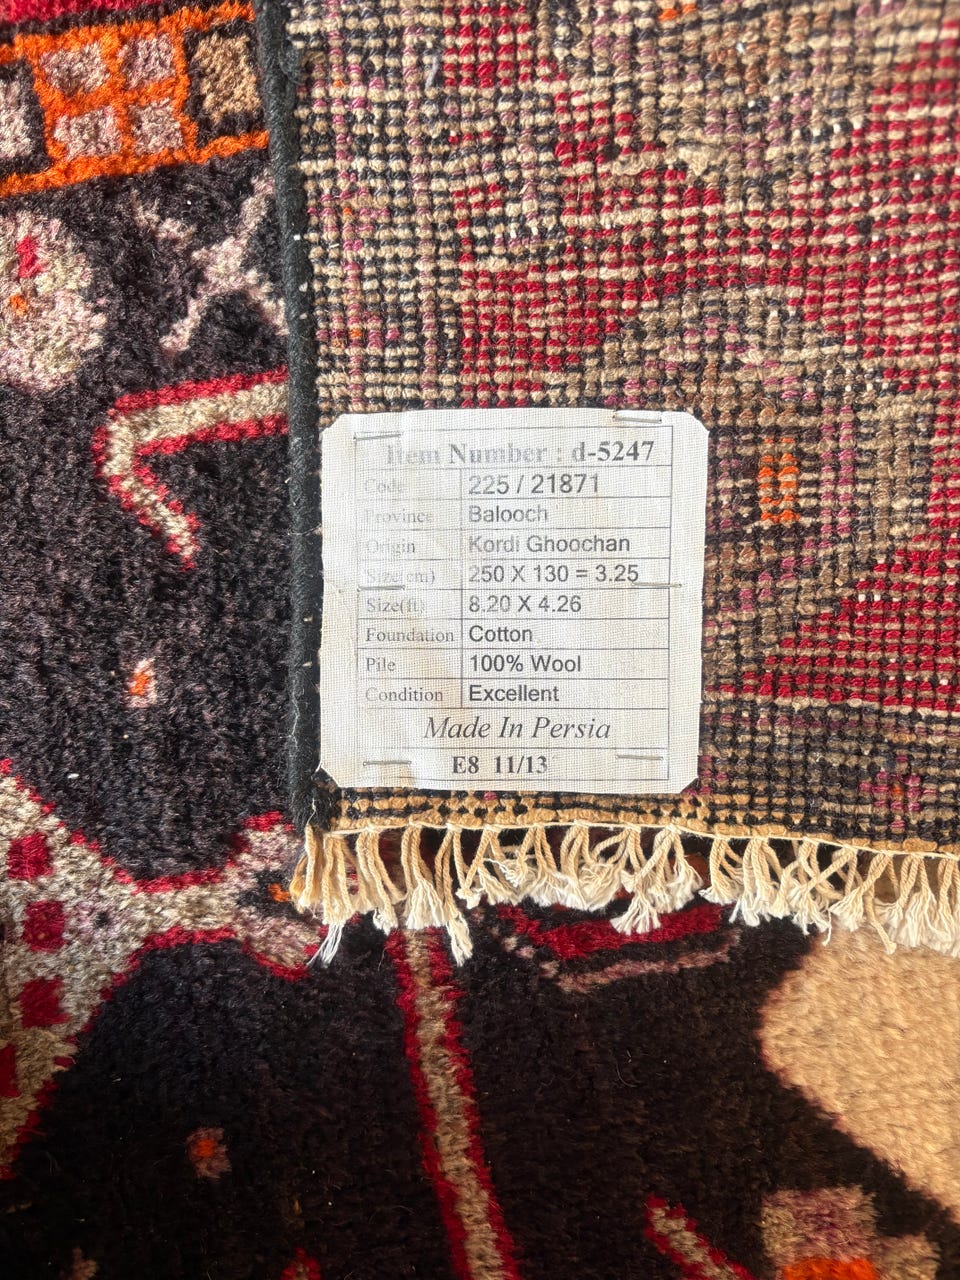 Item Number : d-5247
Code 225 / 21871
Province Balooch
Origin Kordi Ghoochan
Size(cm) 250 X 130 = 3.25
Size(ft) 8.20 X 4.26
Foundation Cotton
Pile 100% Wool
Condition Excellent
Made In Persia
E8 11/13